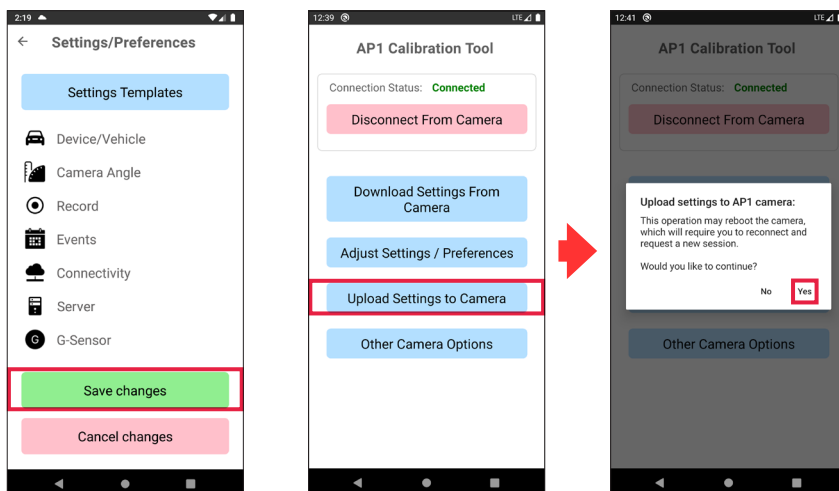 2:19
Settings/Preferences
Settings Templates
Device/Vehicle
Camera Angle
Record
Events
Connectivity
Server
G
G-Sensor
Save changes
Cancel changes
12:39
LTE
AP1 Calibration Tool
Connection Status: Connected
Disconnect From Camera
Download Settings From
Camera
Adjust Settings / Preferences
Upload Settings to Camera
Other Camera Options
12:41
LTE
AP1 Calibration Tool
Connection Status: Connected
Disconnect From Camera
Upload settings to AP1 camera:
This operation may reboot the camera,
which will require you to reconnect and
request a new session.
Would you like to continue?
No Yes
Other Camera Options